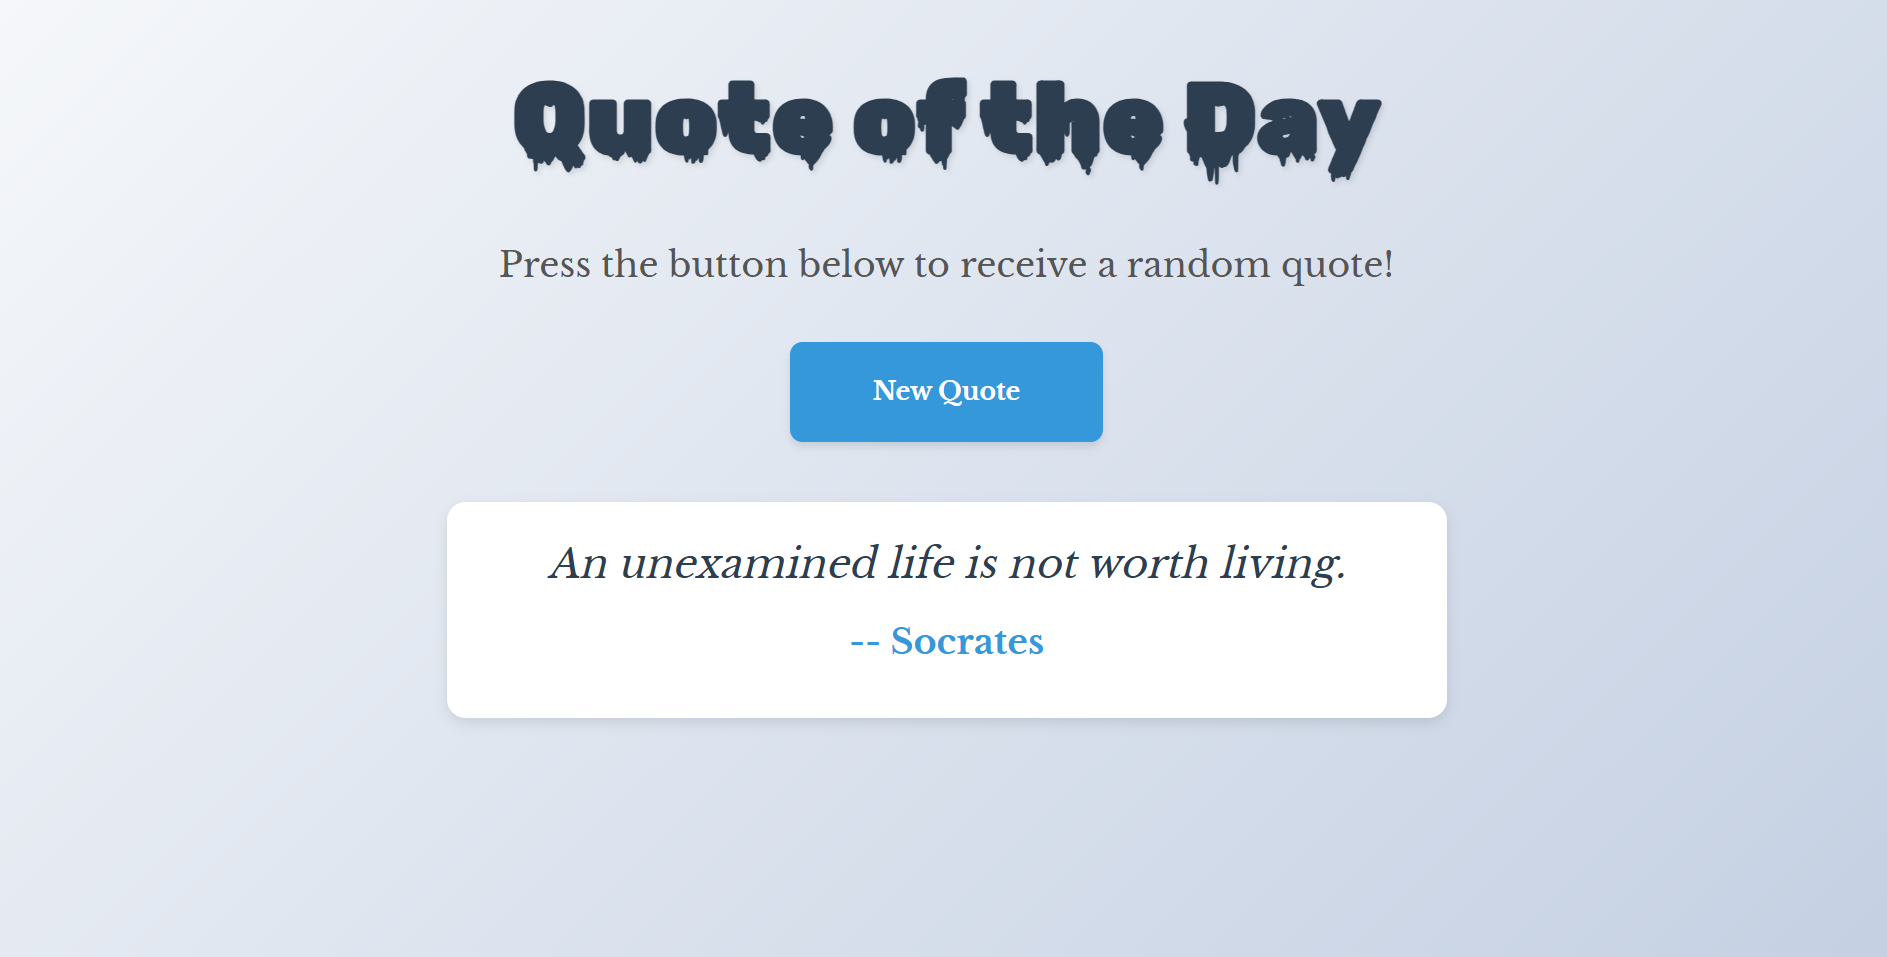 Quote of the Day
Press the button below to receive a random quote!
New Quote
An unexamined life is not worth living.
-- Socrates